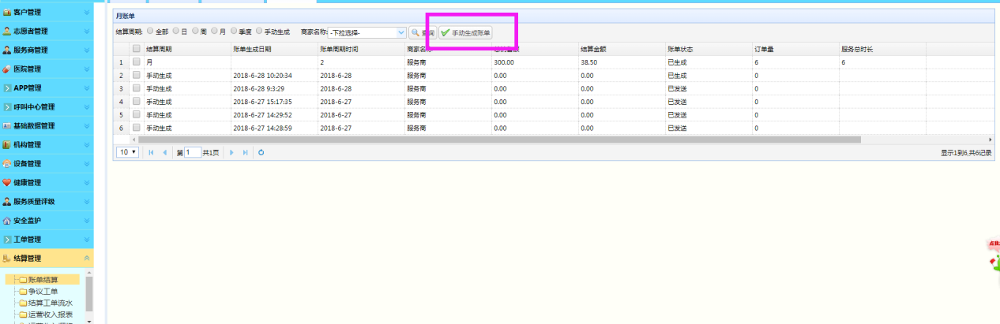 客户管理
志愿者管理
服务商管理
医院管理
APP管理
呼叫中心管理
基础数据管理
机构管理
设备管理
健康管理
服务质量评级
安全监护
工单管理
结算管理
账单结算
争议工单
结算工单流水
运营收入报表
月账单
结算周期: 全部 日 周 月 季度 手动生成 商家名称: -下拉选择- 查询 手动生成账单
结算周期 账单生成日期 账单周期时间 商家名称 结算金额 账单状态 订单量 服务总时长
1 月 2 服务商 300.00 38.50 已生成 6 6
2 手动生成 2018-6-28 10:20:34 2018-6-28 服务商 0.00 0.00 已生成 0
3 手动生成 2018-6-28 9:3:29 2018-6-28 服务商 0.00 0.00 已发送 0
4 手动生成 2018-6-27 15:17:35 2018-6-27 服务商 0.00 0.00 已发送 0
5 手动生成 2018-6-27 14:29:52 2018-6-27 服务商 0.00 0.00 已发送 0
6 手动生成 2018-6-27 14:28:59 2018-6-27 服务商 0.00 0.00 已发送 0
10 第 1 共1页 显示1到6,共6记录